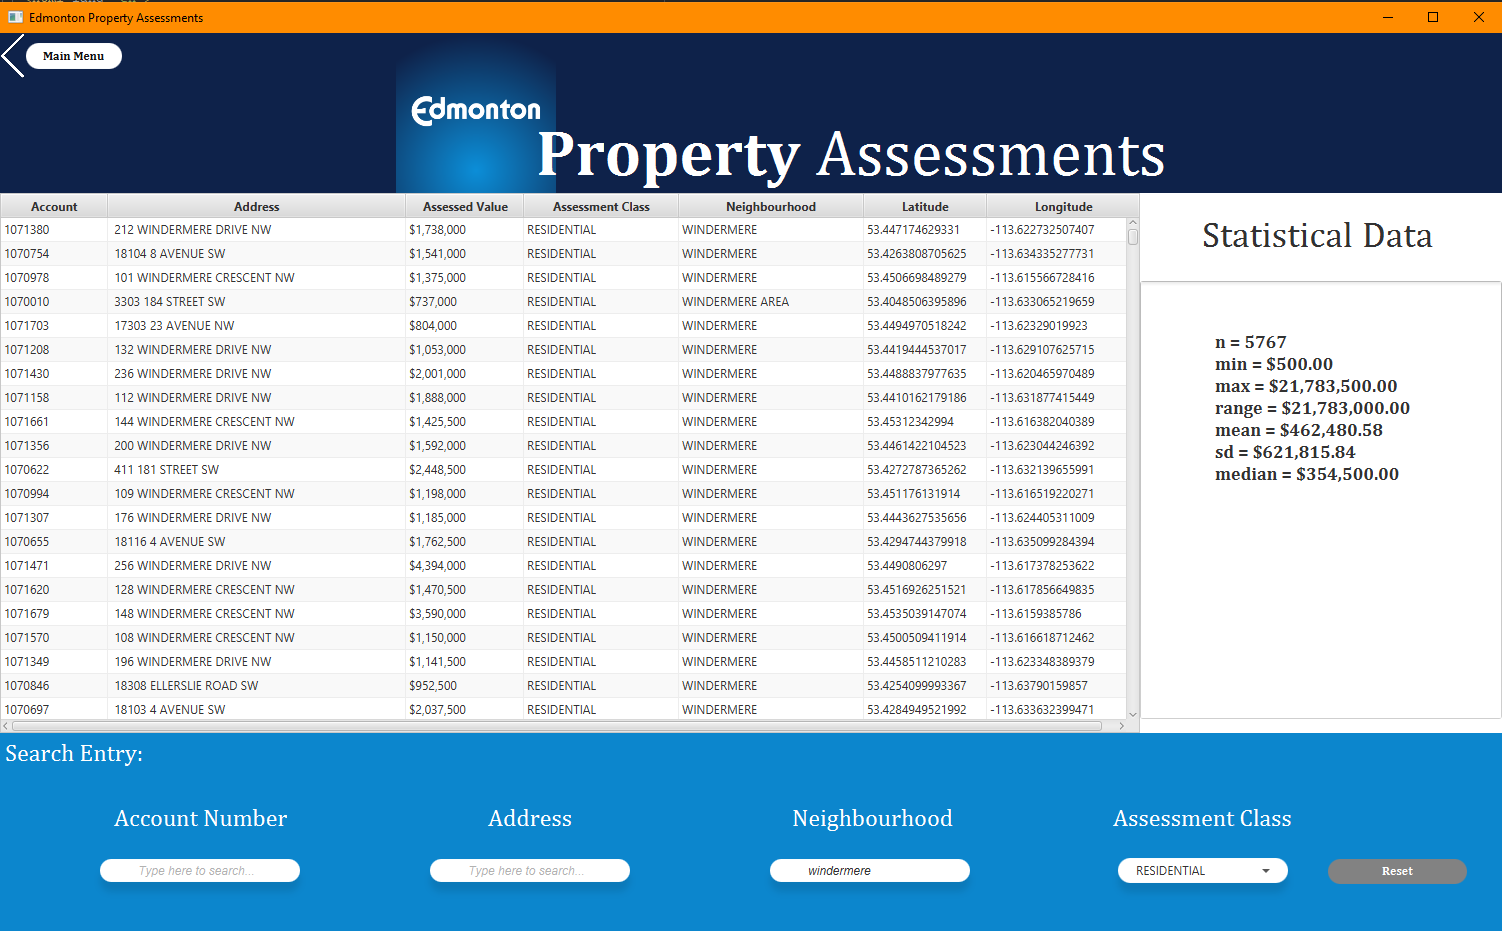 Edmonton Property Assessments
Main Menu
Edmonton
Property Assessments
Account Address Assessed Value Assessment Class Neighbourhood Latitude Longitude
1071380 212 WINDERMERE DRIVE NW $1,738,000 RESIDENTIAL WINDERMERE 53.447174629331 -113.622732507407
1070754 18104 8 AVENUE SW $1,541,000 RESIDENTIAL WINDERMERE 53.4263808705625 -113.634335277731
1070978 101 WINDERMERE CRESCENT NW $1,375,000 RESIDENTIAL WINDERMERE 53.4506698489279 -113.615566728416
1070010 3303 184 STREET SW $737,000 RESIDENTIAL WINDERMERE AREA 53.4048506395896 -113.633065219659
1071703 17303 23 AVENUE NW $804,000 RESIDENTIAL WINDERMERE 53.4494970518242 -113.62329019923
1071208 132 WINDERMERE DRIVE NW $1,053,000 RESIDENTIAL WINDERMERE 53.4419444537017 -113.629107625715
1071430 236 WINDERMERE DRIVE NW $2,001,000 RESIDENTIAL WINDERMERE 53.4488837977635 -113.620465970489
1071158 112 WINDERMERE DRIVE NW $1,888,000 RESIDENTIAL WINDERMERE 53.4410162179186 -113.631877415449
1071661 144 WINDERMERE CRESCENT NW $1,425,500 RESIDENTIAL WINDERMERE 53.45312342994 -113.616382040389
1071356 200 WINDERMERE DRIVE NW $1,592,000 RESIDENTIAL WINDERMERE 53.4461422104523 -113.623044246392
1070622 411 181 STREET SW $2,448,500 RESIDENTIAL WINDERMERE 53.4272787365262 -113.632139655991
1070994 109 WINDERMERE CRESCENT NW $1,198,000 RESIDENTIAL WINDERMERE 53.451176131914 -113.616519220271
1071307 176 WINDERMERE DRIVE NW $1,185,000 RESIDENTIAL WINDERMERE 53.4443627535656 -113.624405311009
1070655 18116 4 AVENUE SW $1,762,500 RESIDENTIAL WINDERMERE 53.4294744379918 -113.635099284394
1071471 256 WINDERMERE DRIVE NW $4,394,000 RESIDENTIAL WINDERMERE 53.4490806297 -113.617378253622
1071620 128 WINDERMERE CRESCENT NW $1,470,500 RESIDENTIAL WINDERMERE 53.4516926251521 -113.617856649835
1071679 148 WINDERMERE CRESCENT NW $3,590,000 RESIDENTIAL WINDERMERE 53.4535039147074 -113.6159385786
1071570 108 WINDERMERE CRESCENT NW $1,150,000 RESIDENTIAL WINDERMERE 53.4500509411914 -113.616618712462
1071349 196 WINDERMERE DRIVE NW $1,141,500 RESIDENTIAL WINDERMERE 53.4458511210283 -113.623348389379
1070846 18308 ELLERSLIE ROAD SW $952,500 RESIDENTIAL WINDERMERE 53.4254099993367 -113.63790159857
1070697 18103 4 AVENUE SW $2,037,500 RESIDENTIAL WINDERMERE 53.4284949521992 -113.633632399471
Statistical Data
n = 5767
min = $500.00
max = $21,783,500.00
range = $21,783,000.00
mean = $462,480.58
sd = $621,815.84
median = $354,500.00
Search Entry:
Account Number Address Neighbourhood Assessment Class
Type here to search... Type here to search... windermere RESIDENTIAL Reset